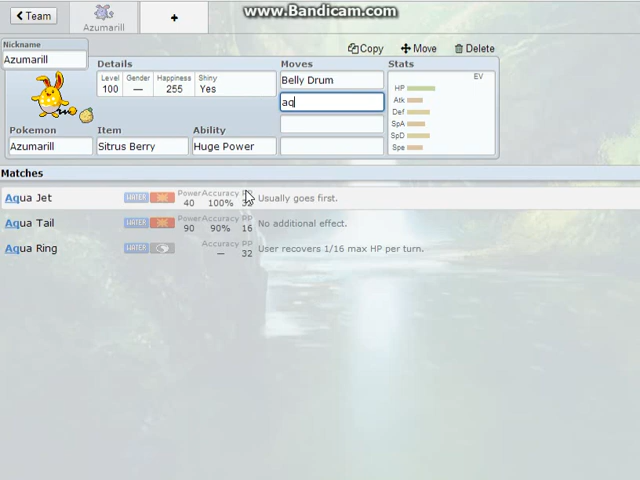 www.Bandicam.com
Team
Azumarill
+
Nickname
Azumarill
Copy
Move
Delete
Details
Moves
Stats
Level Gender Happiness Shiny
100 — 255 Yes
Belly Drum
EV
HP
Atk
Def
SpA
SpD
Spe
aq
Pokemon
Item
Ability
Azumarill
Sitrus Berry
Huge Power
Matches
Aqua Jet WATER Power 40 Accuracy 100% Usually goes first.
Aqua Tail WATER Power 90 Accuracy 90% PP 16 No additional effect.
Aqua Ring WATER Accuracy — PP 32 User recovers 1/16 max HP per turn.